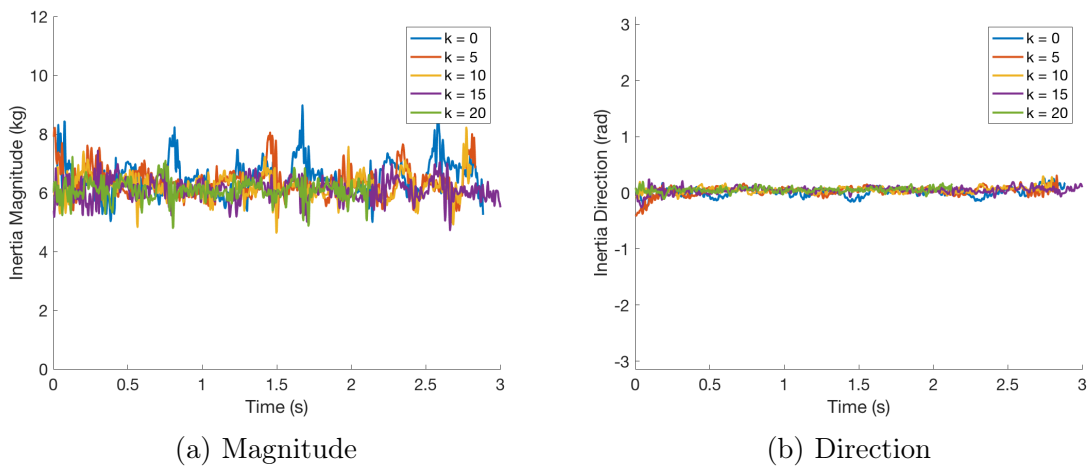 12
10
8
6
4
2
0
Inertia Magnitude (kg)
0 0.5 1 1.5 2 2.5 3
Time (s)
k = 0
k = 5
k = 10
k = 15
k = 20
(a) Magnitude
3
2
1
0
-1
-2
-3
Inertia Direction (rad)
0 0.5 1 1.5 2 2.5 3
Time (s)
k = 0
k = 5
k = 10
k = 15
k = 20
(b) Direction